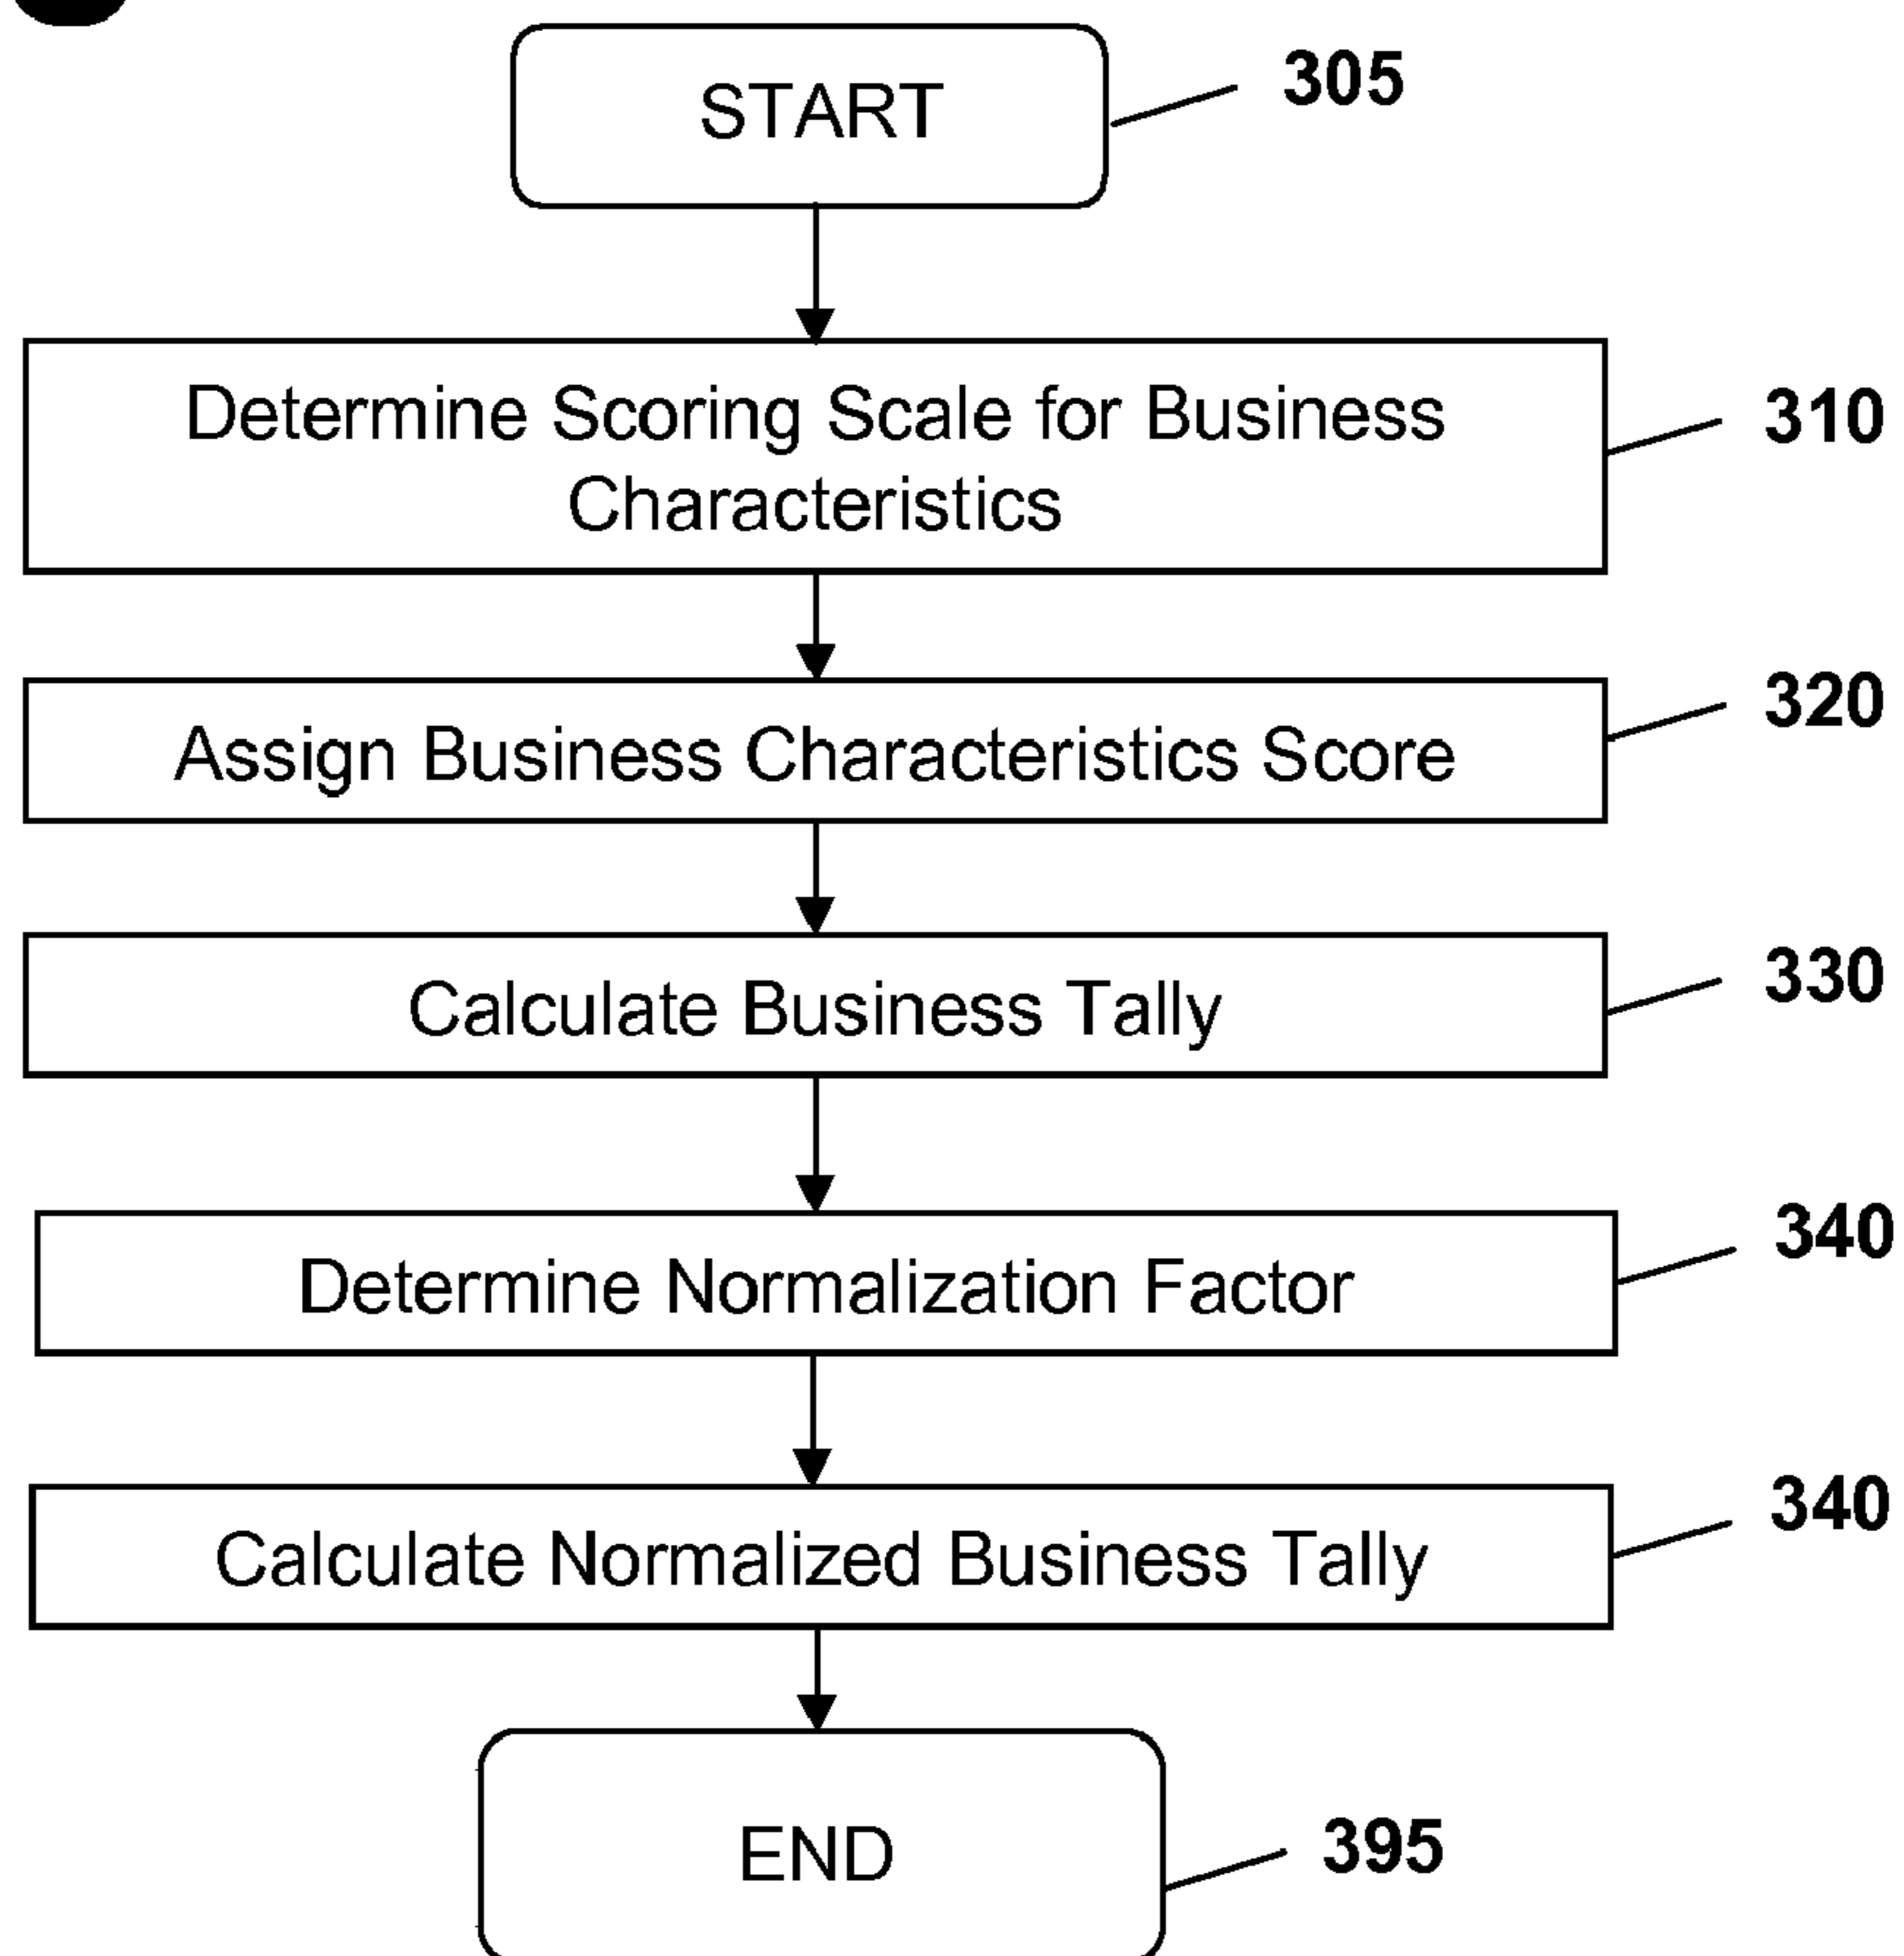 START
305
Determine Scoring Scale for Business
Characteristics
310
Assign Business Characteristics Score
320
Calculate Business Tally
330
Determine Normalization Factor
340
Calculate Normalized Business Tally
340
END
395